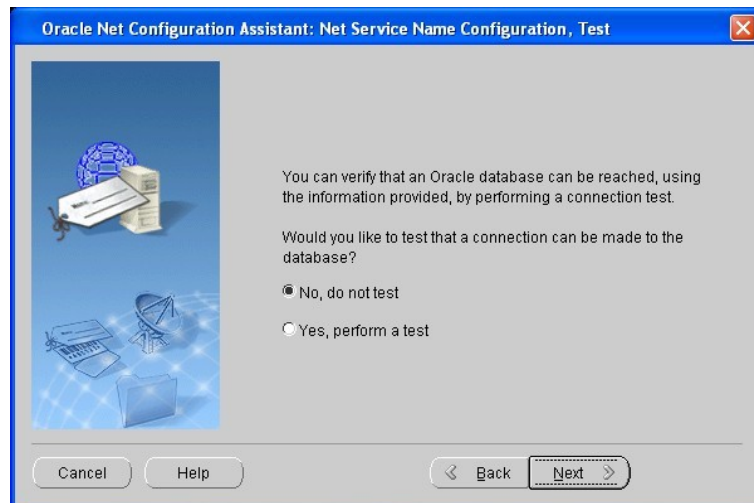 Oracle Net Configuration Assistant: Net Service Name Configuration, Test
You can verify that an Oracle database can be reached, using
the information provided, by performing a connection test.
Would you like to test that a connection can be made to the
database?
No, do not test
Yes, perform a test
Cancel
Help
Back
Next